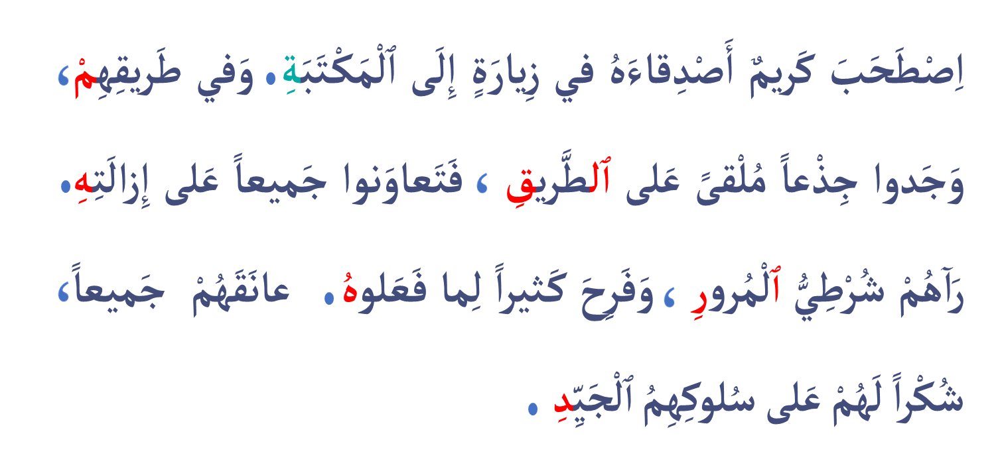 اِصْطَحَبَ كَريمٌ أَصْدِقاءَهُ في زِيارَةٍ إِلَى ٱلْمَكْتَبَةِ. وَفي طَريقِهِمْ،
وَجَدوا جِذْعاً مُلْقىً عَلى ٱلطَّريقِ ، فَتَعاوَنوا جَميعاً عَلى إِزالَتِهِ.
رَآهُمْ شُرْطِيُّ ٱلْمُرورِ ، وَفَرِحَ كَثيراً لِما فَعَلوهُ . عانَقَهُمْ جَميعاً،
شُكْراً لَهُمْ عَلى سُلوكِهِمُ ٱلْجَيِّدِ .